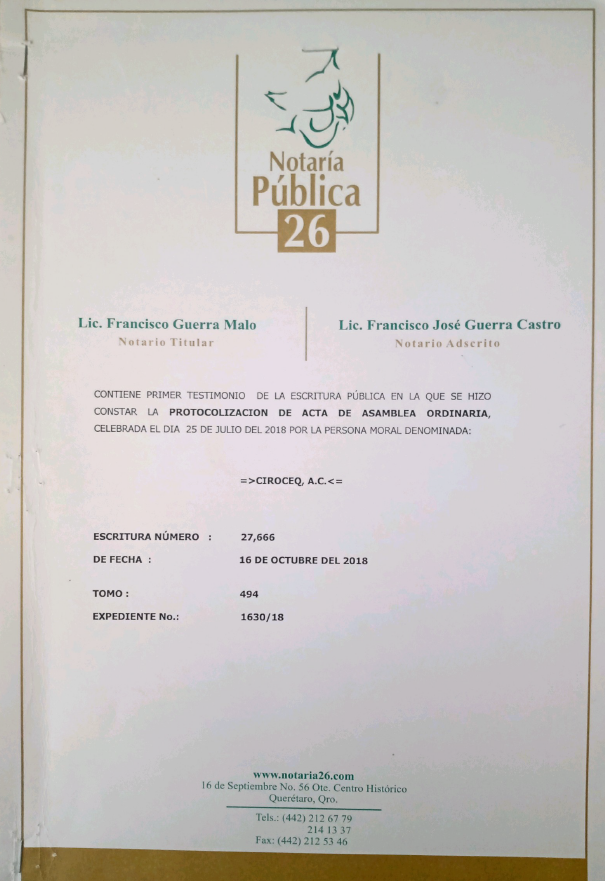 Notaría
Pública
26
Lic. Francisco Guerra Malo
Notario Titular
Lic. Francisco José Guerra Castro
Notario Adscrito
CONTIENE PRIMER TESTIMONIO DE LA ESCRITURA PÚBLICA EN LA QUE SE HIZO
CONSTAR LA PROTOCOLIZACION DE ACTA DE ASAMBLEA ORDINARIA,
CELEBRADA EL DIA 25 DE JULIO DEL 2018 POR LA PERSONA MORAL DENOMINADA:
=>CIROCEQ, A.C.<=
ESCRITURA NÚMERO : 27,666
DE FECHA : 16 DE OCTUBRE DEL 2018
TOMO : 494
EXPEDIENTE No.: 1630/18
www.notaria26.com
16 de Septiembre No. 56 Ote. Centro Histórico
Querétaro, Qro.
Tels.: (442) 212 67 79
214 13 37
Fax: (442) 212 53 46